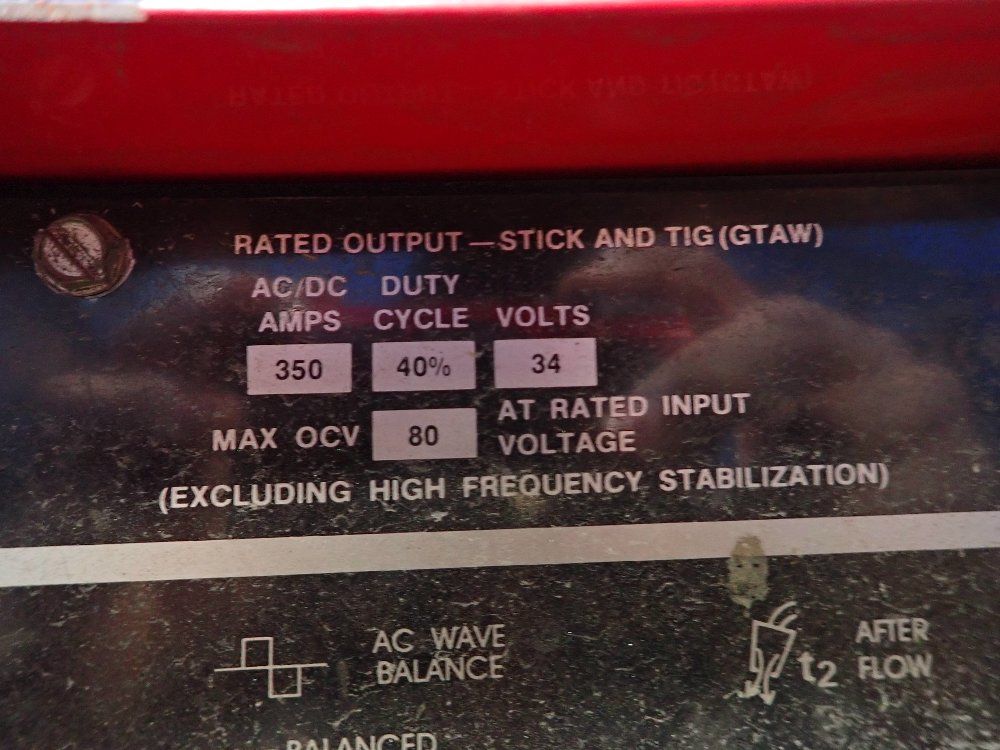 RATED OUTPUT—STICK AND TIG (GTAW)
AC/DC DUTY
AMPS CYCLE VOLTS
350 40% 34
MAX OCV 80 AT RATED INPUT
VOLTAGE
(EXCLUDING HIGH FREQUENCY STABILIZATION)
AC WAVE
BALANCE
t2
AFTER
FLOW
BALANCED